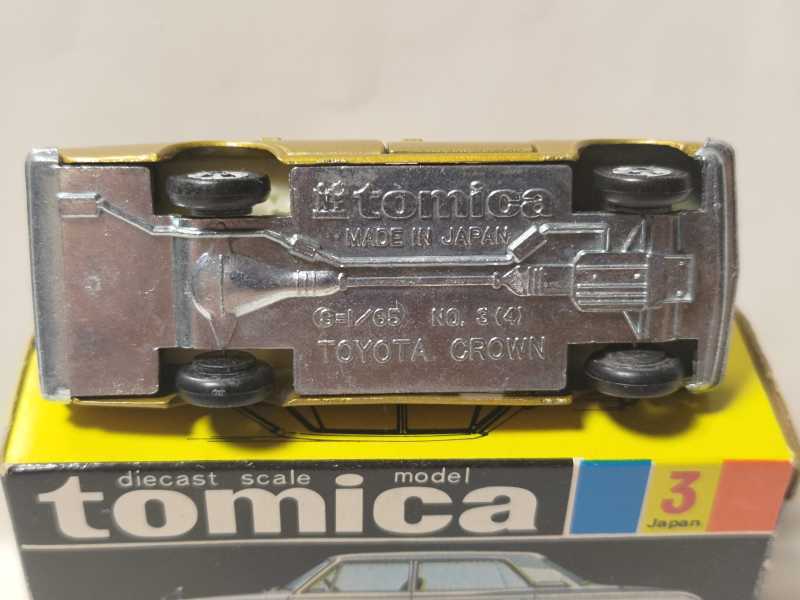 tomica
MADE IN JAPAN
S=1/65 NO. 3(4)
TOYOTA CROWN
diecast scale model
tomica
3
Japan